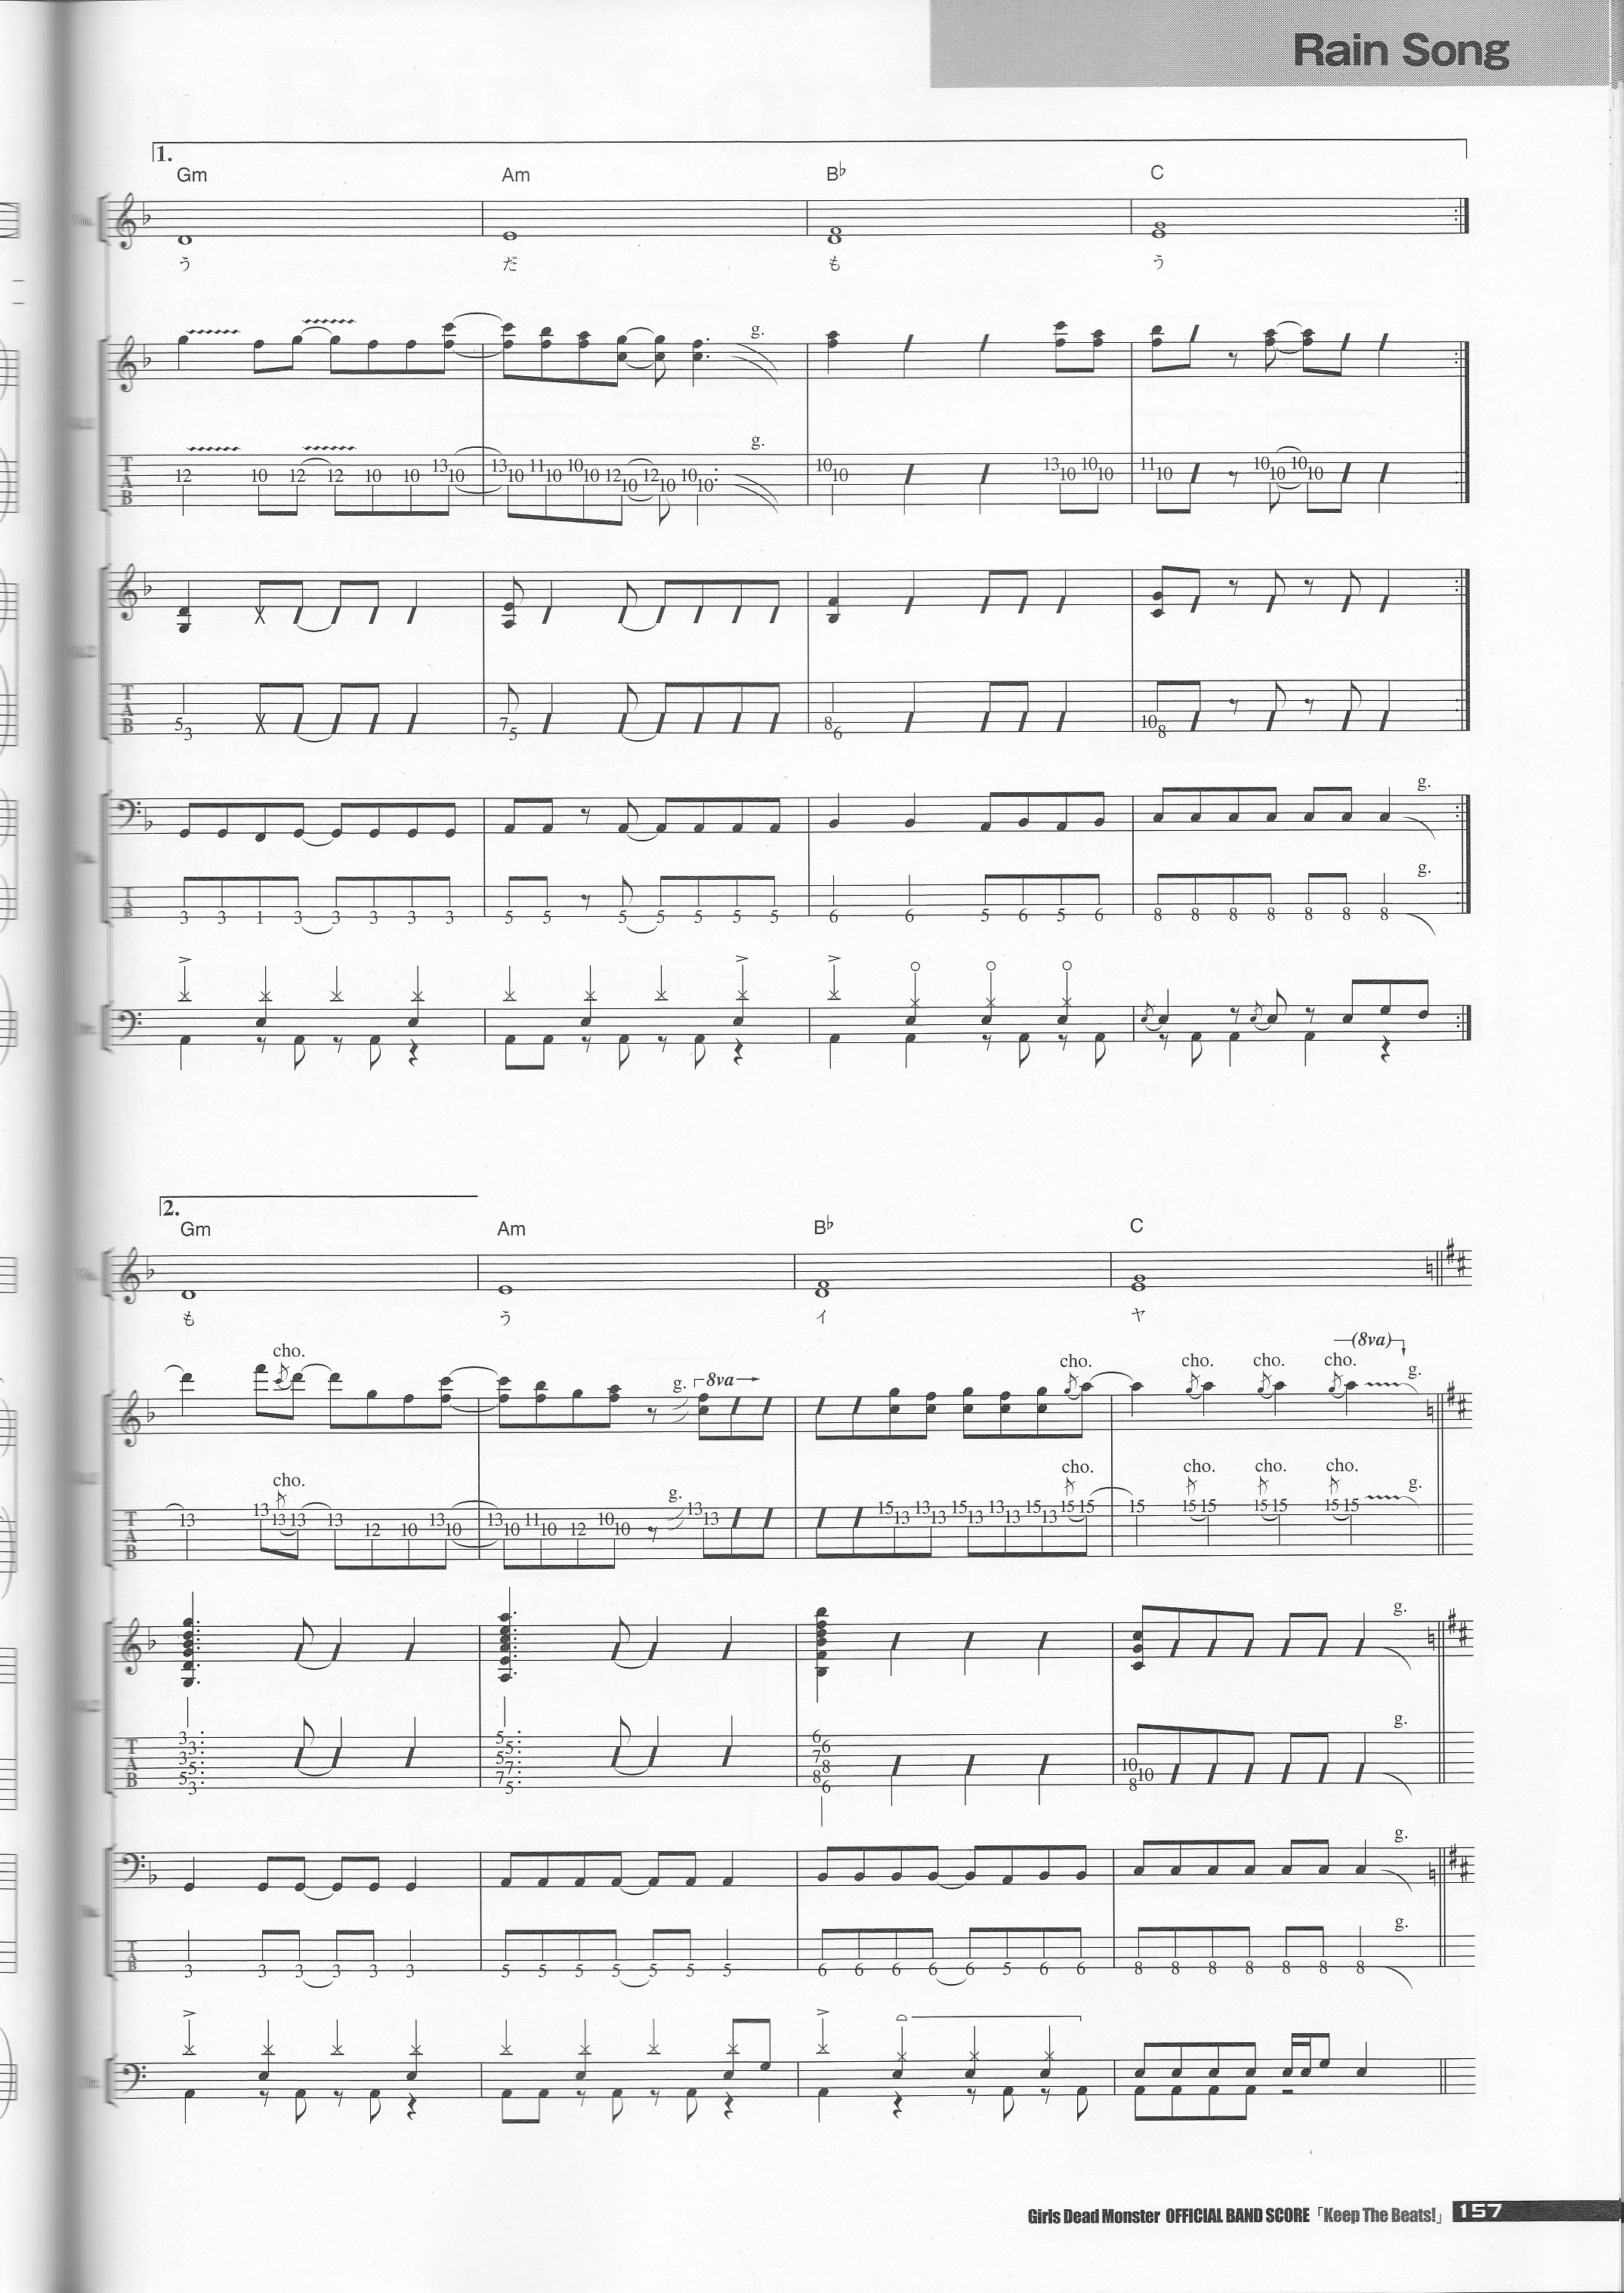 Rain Song
1.
Gm Am B♭ C
う だ も う
g.
T 12 10 12 12 10 10 13 10 13 10 11 10 10 10 12 10 12 10 10 10 g. 10 10 13 10 10 10 11 10 10 10 10 10
A
B
T
A
B 5 3 7 5 8 6 10 8
g.
T
A
B 3 3 1 3 3 3 3 3 5 5 5 5 5 5 5 6 6 5 6 5 6 8 8 8 8 8 8 8 g.
2.
Gm Am B♭ C
も う イ ヤ
cho. g. 8va cho. cho. cho. cho. (8va) g.
cho. g. cho. cho. cho. cho. g.
T 13 13 13 13 13 12 10 13 10 13 10 11 10 12 10 10 13 13 15 13 13 12 15 13 13 12 15 13 15 15 15 15 15 15 15 15 15
A
B
g.
T 3 3 3 5 5 3 5 5 5 7 7 5 6 6 7 8 8 6 10 10 8 g.
A
B
g.
T
A
B 3 3 3 3 3 3 5 5 5 5 5 5 5 6 6 6 6 6 5 6 6 8 8 8 8 8 8 8 g.
Girls Dead Monster OFFICIAL BAND SCORE「Keep The Beats!」 157